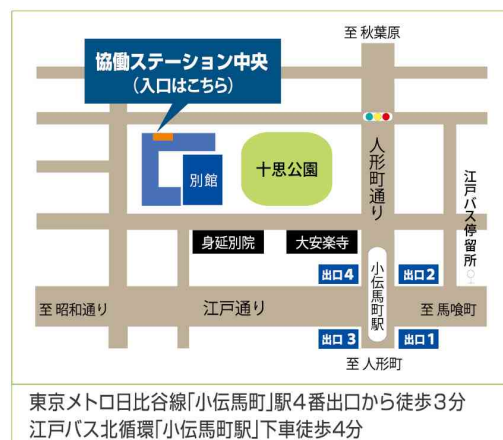 至 秋葉原
協働ステーション中央
（入口はこちら）
別館
十思公園
人形町通り
江戸バス停留所
身延別院
大安楽寺
小伝馬町駅
出口4
出口2
至 昭和通り
江戸通り
至 馬喰町
出口3
出口1
至 人形町
東京メトロ日比谷線「小伝馬町」駅4番出口から徒歩3分
江戸バス北循環「小伝馬町駅」下車徒歩4分